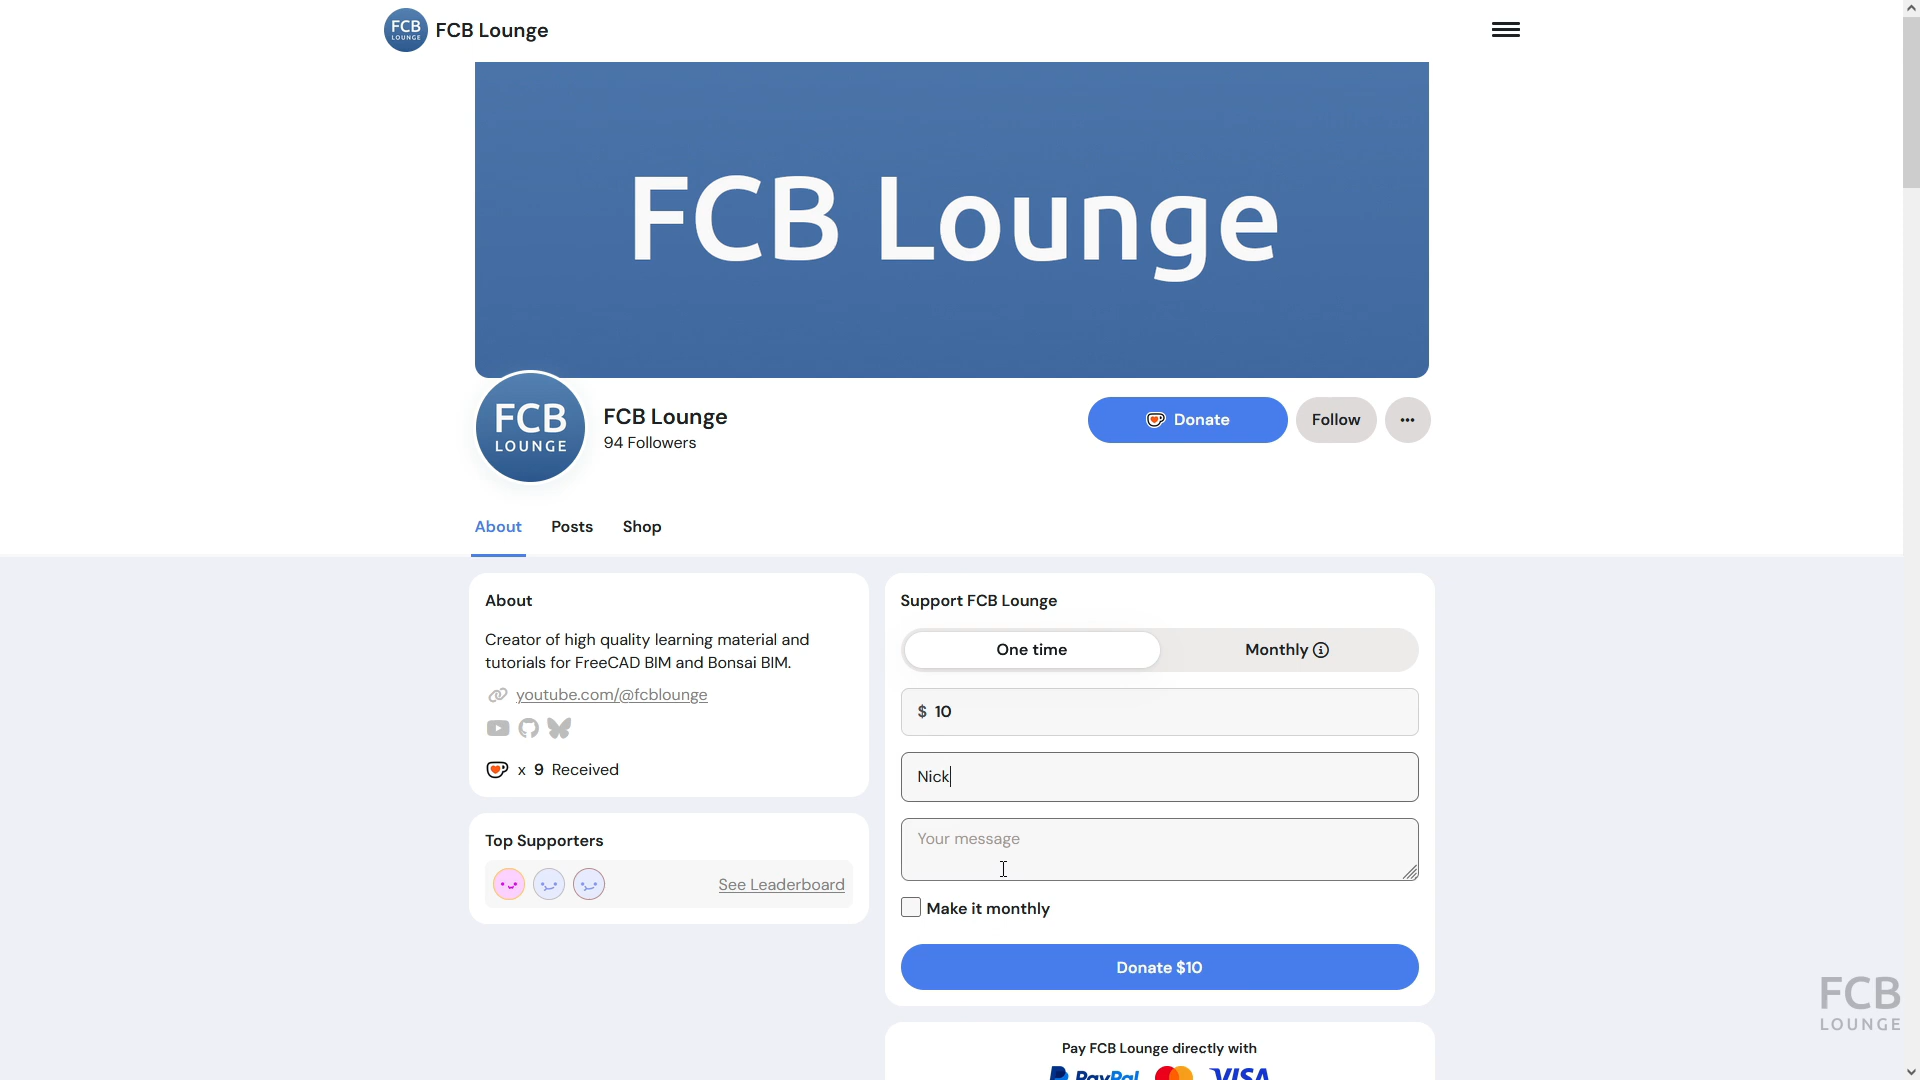 FCB
LOUNGE
FCB Lounge
FCB Lounge
FCB
LOUNGE
FCB Lounge
94 Followers
Donate
Follow
About
Posts
Shop
About
Creator of high quality learning material and
tutorials for FreeCAD BIM and Bonsai BIM.
youtube.com/@fcblounge
x 9 Received
Top Supporters
See Leaderboard
Support FCB Lounge
One time
Monthly
$ 10
Nick
Your message
Make it monthly
Donate $10
Pay FCB Lounge directly with
PayPal
VISA
FCB
LOUNGE